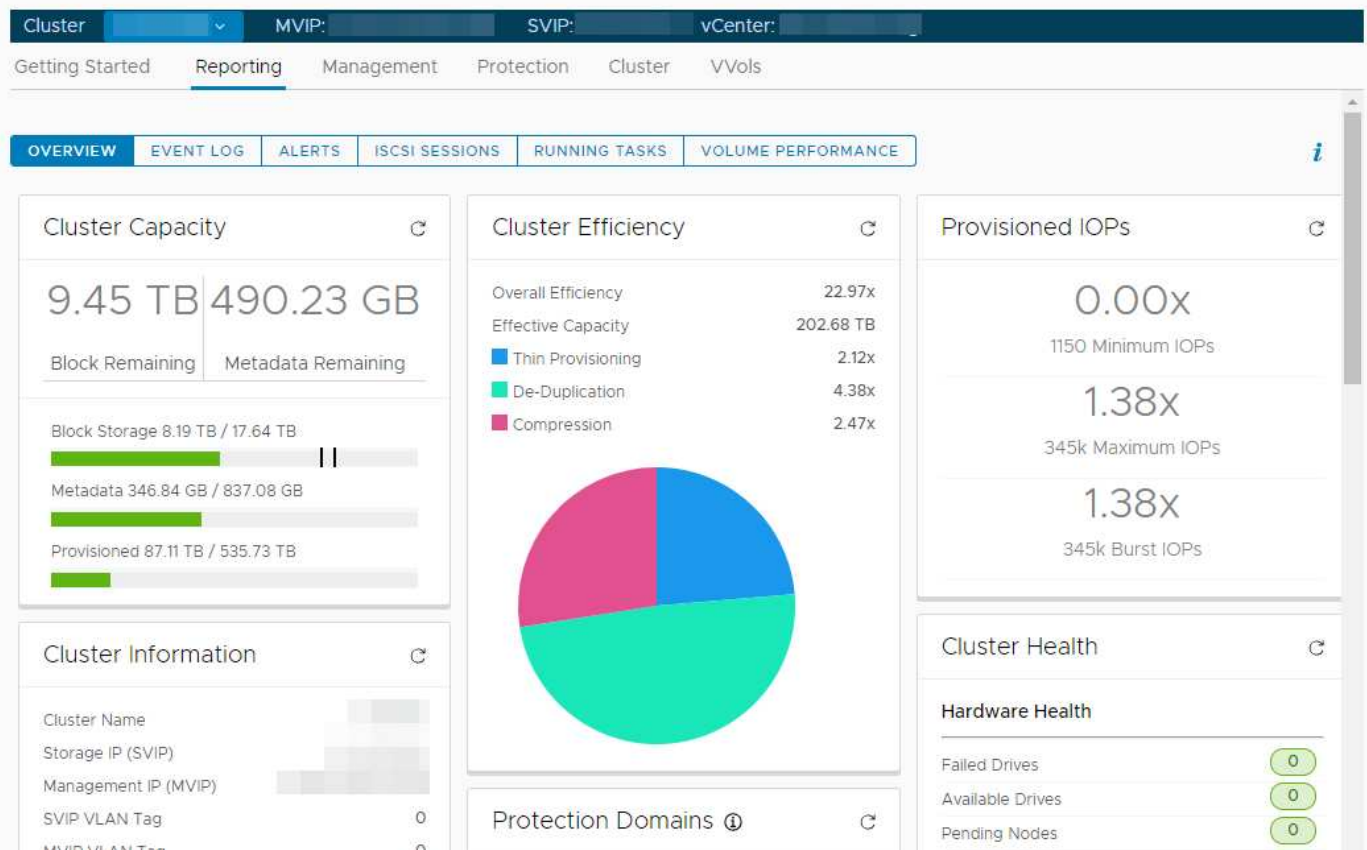 Cluster MVIP: SVIP: vCenter:
Getting Started Reporting Management Protection Cluster VVols
OVERVIEW EVENT LOG ALERTS ISCSI SESSIONS RUNNING TASKS VOLUME PERFORMANCE i
Cluster Capacity
9.45 TB 490.23 GB
Block Remaining Metadata Remaining
Block Storage 8.19 TB / 17.64 TB
Metadata 346.84 GB / 837.08 GB
Provisioned 87.11 TB / 535.73 TB
Cluster Efficiency
Overall Efficiency 22.97x
Effective Capacity 202.68 TB
Thin Provisioning 2.12x
De-Duplication 4.38x
Compression 2.47x
Provisioned IOPs
0.00x
1150 Minimum IOPs
1.38x
345k Maximum IOPs
1.38x
345k Burst IOPs
Cluster Information
Cluster Name
Storage IP (SVIP)
Management IP (MVIP)
SVIP VLAN Tag 0
MVIP VLAN Tag 0
Protection Domains
Cluster Health
Hardware Health
Failed Drives 0
Available Drives 0
Pending Nodes 0